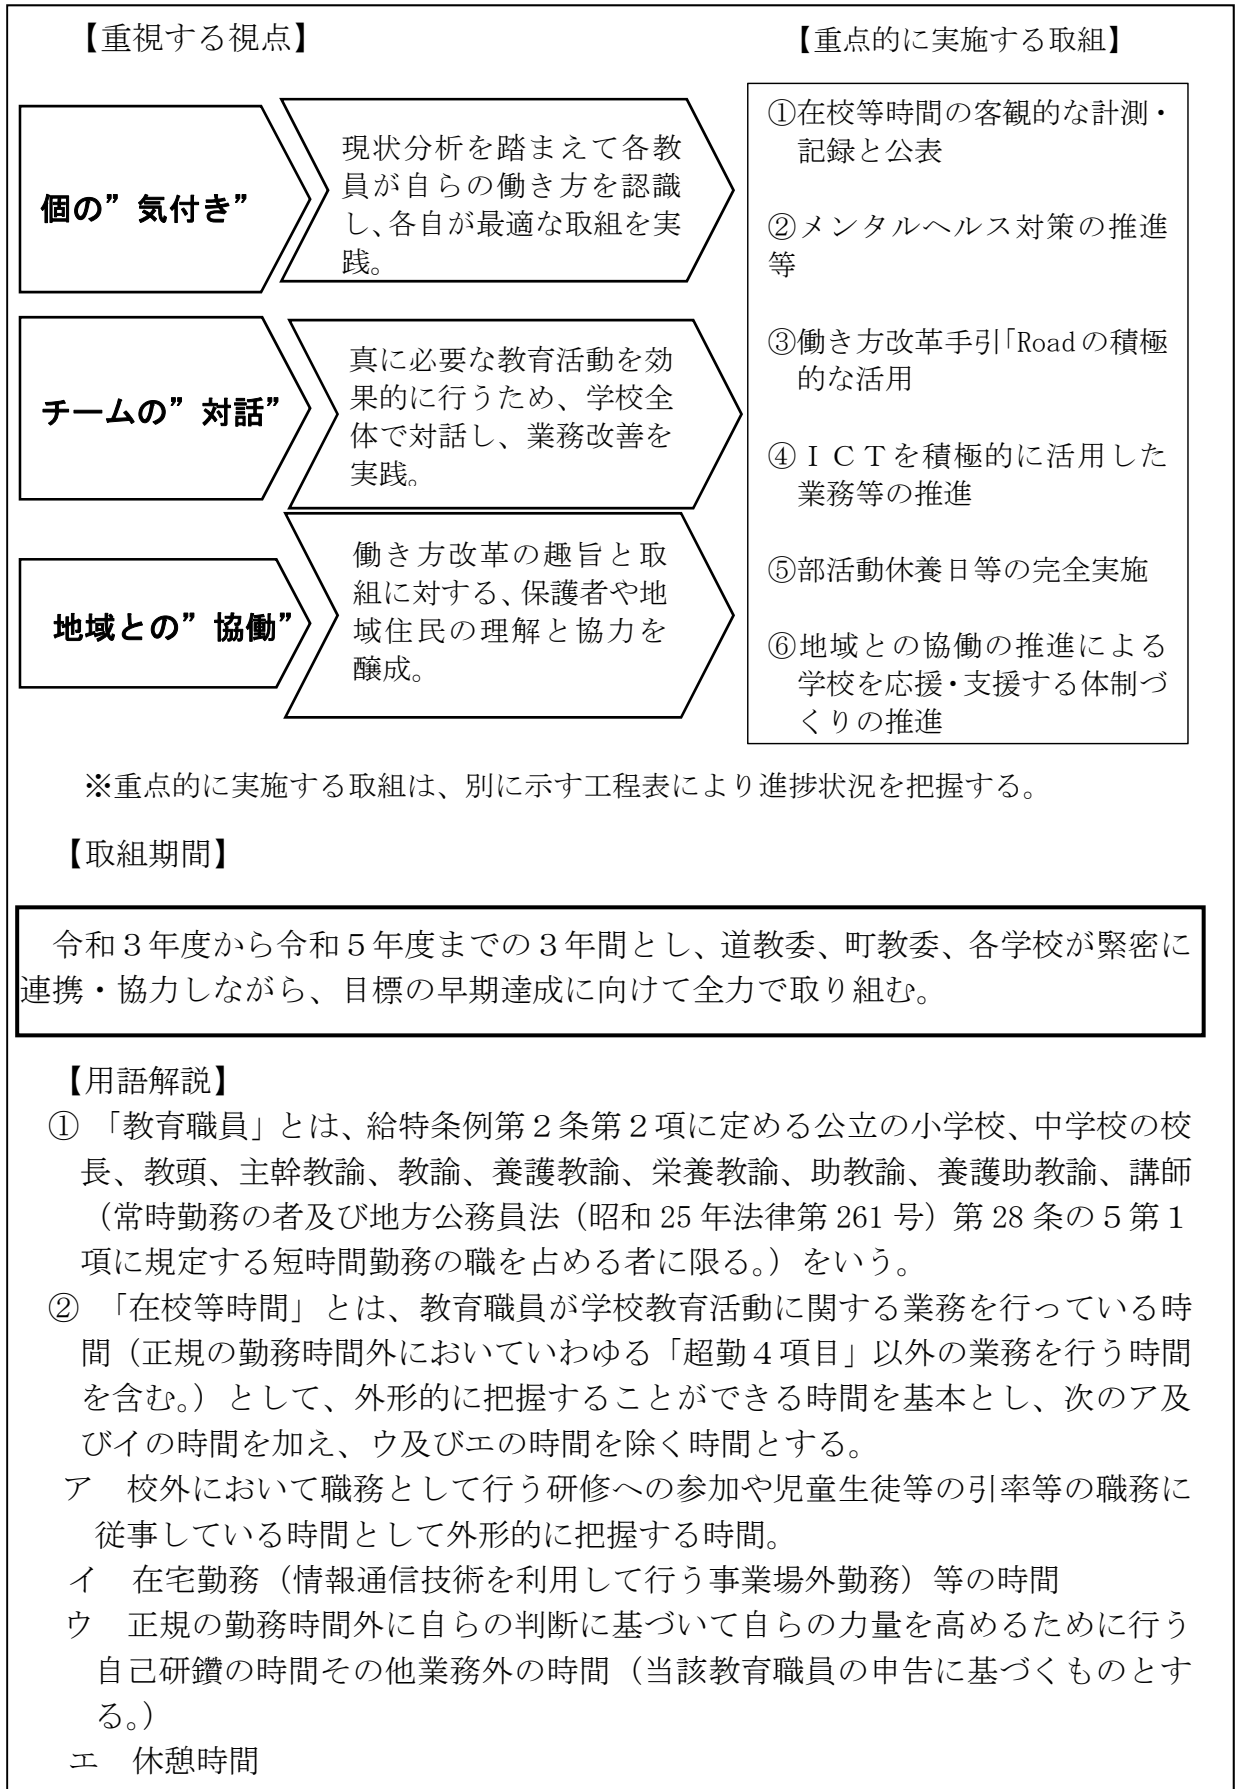 【重視する視点】
個の”気付き”
現状分析を踏まえて各教
員が自らの働き方を認識
し、各自が最適な取組を実
践。
チームの”対話”
真に必要な教育活動を効
果的に行うため、学校全
体で対話し、業務改善を
実践。
地域との”協働”
働き方改革の趣旨と取
組に対する、保護者や地
域住民の理解と協力を
醸成。
【重点的に実施する取組】
①在校等時間の客観的な計測・
記録と公表
②メンタルヘルス対策の推進
等
③働き方改革手引「Roadの積極
的な活用
④ＩＣＴを積極的に活用した
業務等の推進
⑤部活動休養日等の完全実施
⑥地域との協働の推進による
学校を応援・支援する体制づ
くりの推進
※重点的に実施する取組は、別に示す工程表により進捗状況を把握する。
【取組期間】
令和３年度から令和５年度までの３年間とし、道教委、町教委、各学校が緊密に
連携・協力しながら、目標の早期達成に向けて全力で取り組む。
【用語解説】
① 「教育職員」とは、給特条例第２条第２項に定める公立の小学校、中学校の校
長、教頭、主幹教諭、教諭、養護教諭、栄養教諭、助教諭、養護助教諭、講師
（常時勤務の者及び地方公務員法（昭和 25 年法律第 261 号）第 28 条の５第１
項に規定する短時間勤務の職を占める者に限る。）をいう。
② 「在校等時間」とは、教育職員が学校教育活動に関する業務を行っている時
間（正規の勤務時間外においていわゆる「超勤４項目」以外の業務を行う時間
を含む。）として、外形的に把握することができる時間を基本とし、次のア及
びイの時間を加え、ウ及びエの時間を除く時間とする。
ア　校外において職務として行う研修への参加や児童生徒等の引率等の職務に
従事している時間として外形的に把握する時間。
イ　在宅勤務（情報通信技術を利用して行う事業場外勤務）等の時間
ウ　正規の勤務時間外に自らの判断に基づいて自らの力量を高めるために行う
自己研鑽の時間その他業務外の時間（当該教育職員の申告に基づくものとす
る。）
エ　休憩時間